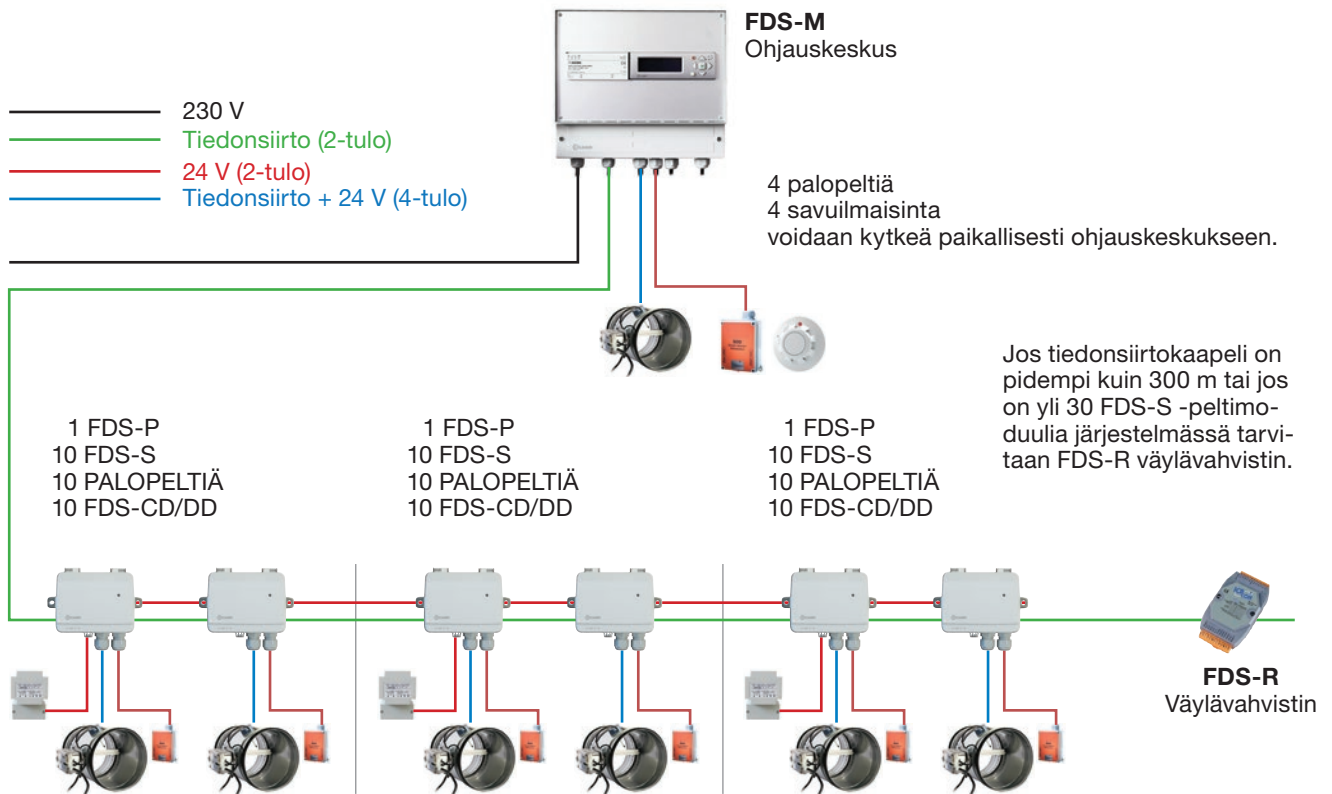 FDS-M
Ohjauskeskus
230 V
Tiedonsiirto (2-tulo)
24 V (2-tulo)
Tiedonsiirto + 24 V (4-tulo)
4 palopeltiä
4 savuilmaisinta
voidaan kytkeä paikallisesti ohjauskeskukseen.
Jos tiedonsiirtokaapeli on
pidempi kuin 300 m tai jos
on yli 30 FDS-S -peltimo-
duulia järjestelmässä tarvi-
taan FDS-R väylävahvistin.
1 FDS-P
10 FDS-S
10 PALOPELTIÄ
10 FDS-CD/DD
1 FDS-P
10 FDS-S
10 PALOPELTIÄ
10 FDS-CD/DD
1 FDS-P
10 FDS-S
10 PALOPELTIÄ
10 FDS-CD/DD
FDS-R
Väylävahvistin